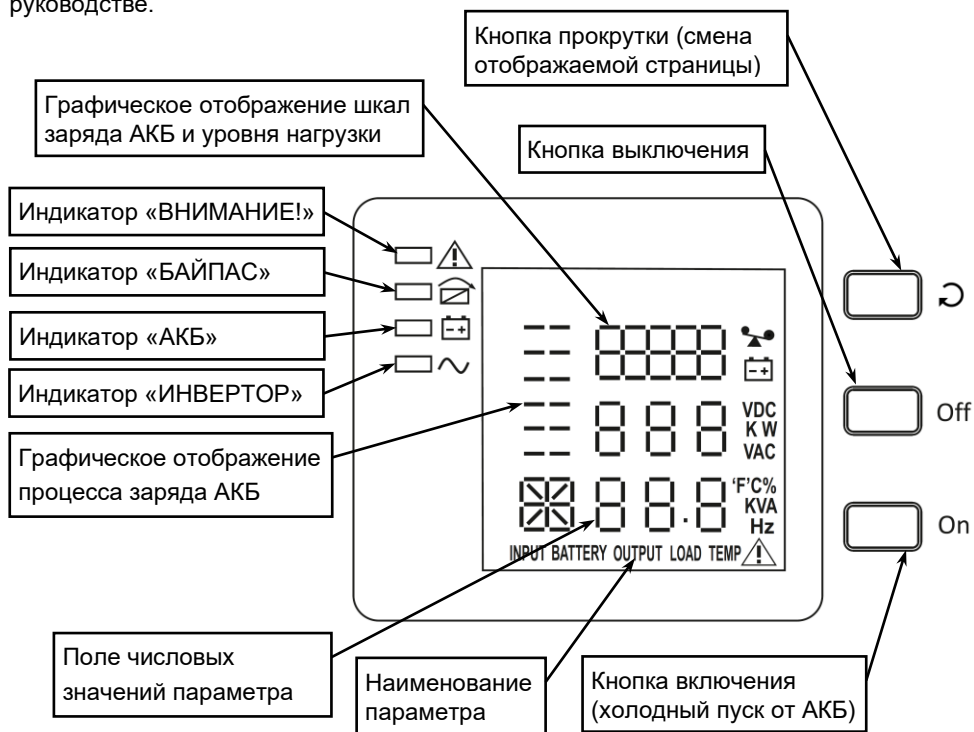 руководстве.
Кнопка прокрутки (смена
отображаемой страницы)
Графическое отображение шкал
заряда АКБ и уровня нагрузки
Кнопка выключения
Индикатор «ВНИМАНИЕ!»
Индикатор «БАЙПАС»
Индикатор «АКБ»
Индикатор «ИНВЕРТОР»
Графическое отображение
процесса заряда АКБ
VDC
K W
VAC
Off
'F'C%
KVA
Hz
On
INPUT BATTERY OUTPUT LOAD TEMP
Поле числовых
значений параметра
Наименование
параметра
Кнопка включения
(холодный пуск от АКБ)